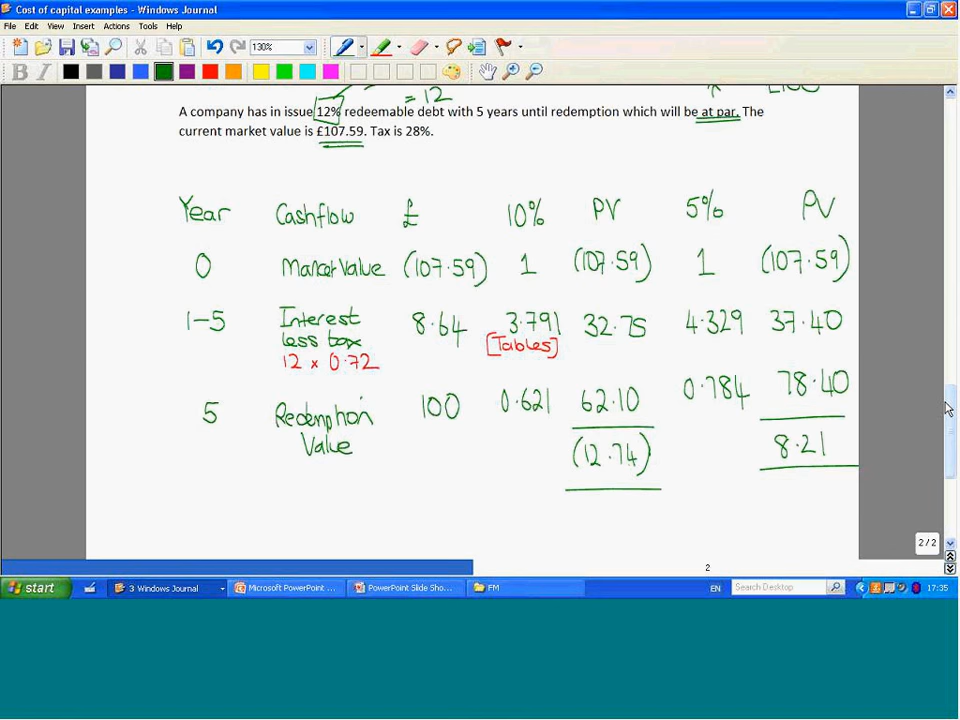 Cost of capital examples - Windows Journal
File Edit View Insert Actions Tools Help
130%
B I
= 12
A company has in issue 12% redeemable debt with 5 years until redemption which will be at par. The
current market value is £107.59. Tax is 28%.
Year Cashflow £ 10% PV 5% PV
0 Market Value (107.59) 1 (107.59) 1 (107.59)
1-5 Interest 8.64 3.791 32.75 4.329 37.40
less tax [Tables]
12 x 0.72
5 Redemption 100 0.621 62.10 0.784 78.40
Value (12.74) 8.21
2 / 2
2
start 3 Windows Journal Microsoft PowerPoint ... PowerPoint Slide Sho... FM EN Search Desktop 17:35